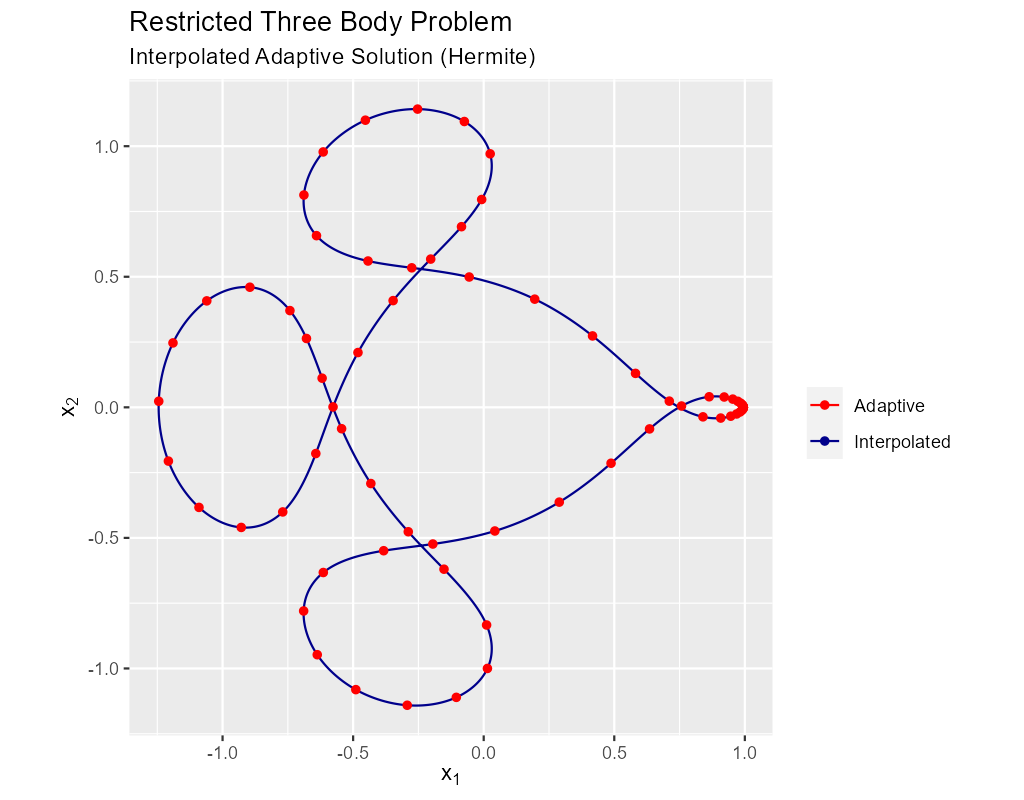 Restricted Three Body Problem
Interpolated Adaptive Solution (Hermite)
1.0
0.5
0.0
-0.5
-1.0
x₂
-1.0 -0.5 0.0 0.5 1.0
x₁
Adaptive
Interpolated